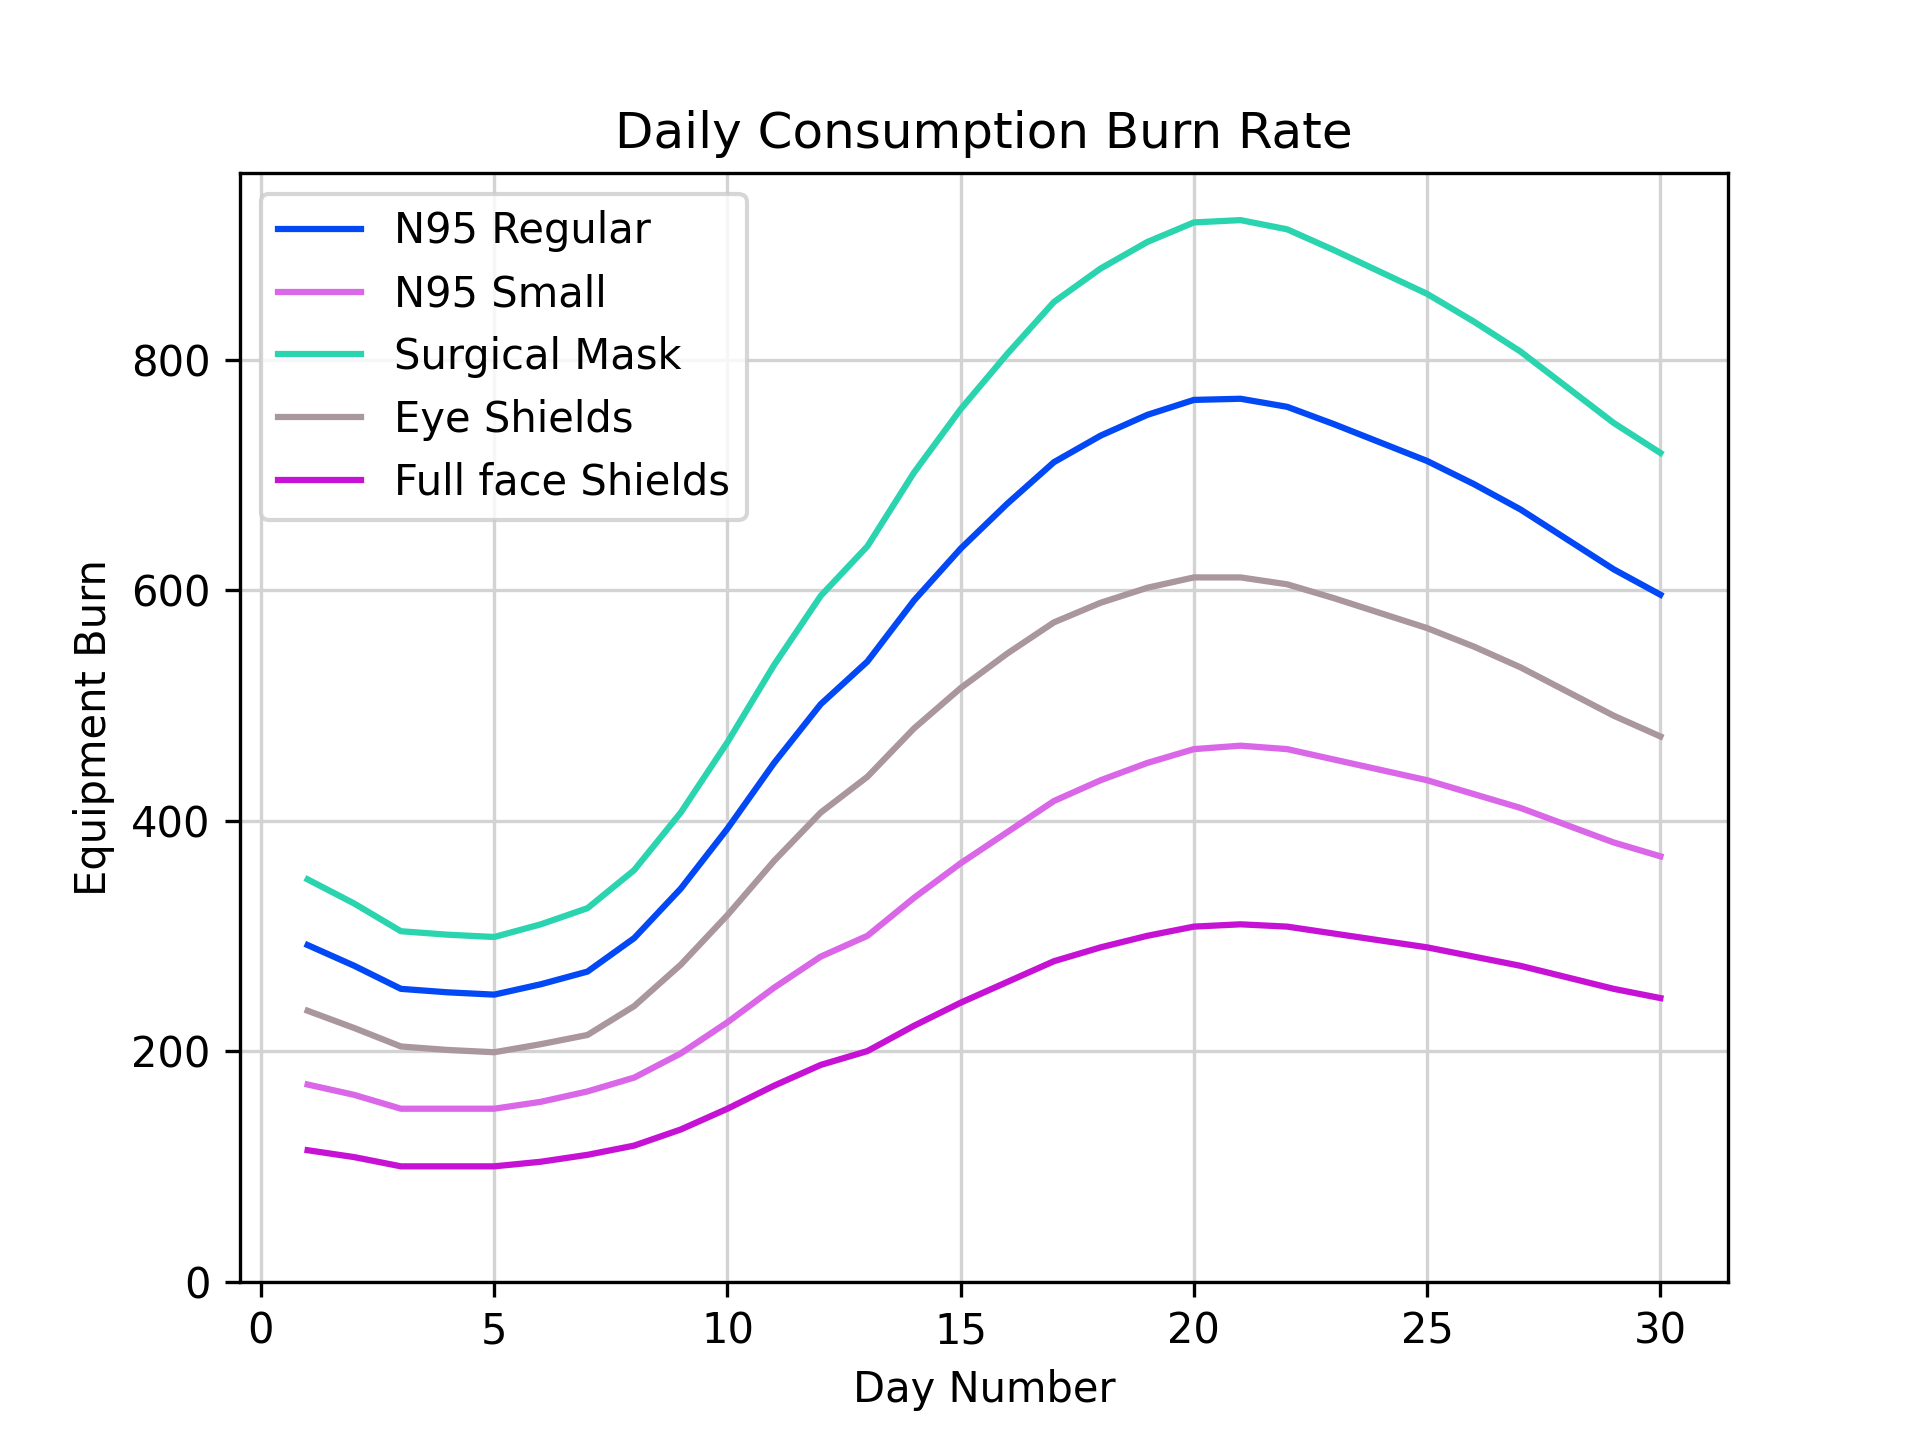 Daily Consumption Burn Rate
N95 Regular
N95 Small
Surgical Mask
Eye Shields
Full face Shields
Equipment Burn
800
600
400
200
0
0 5 10 15 20 25 30
Day Number